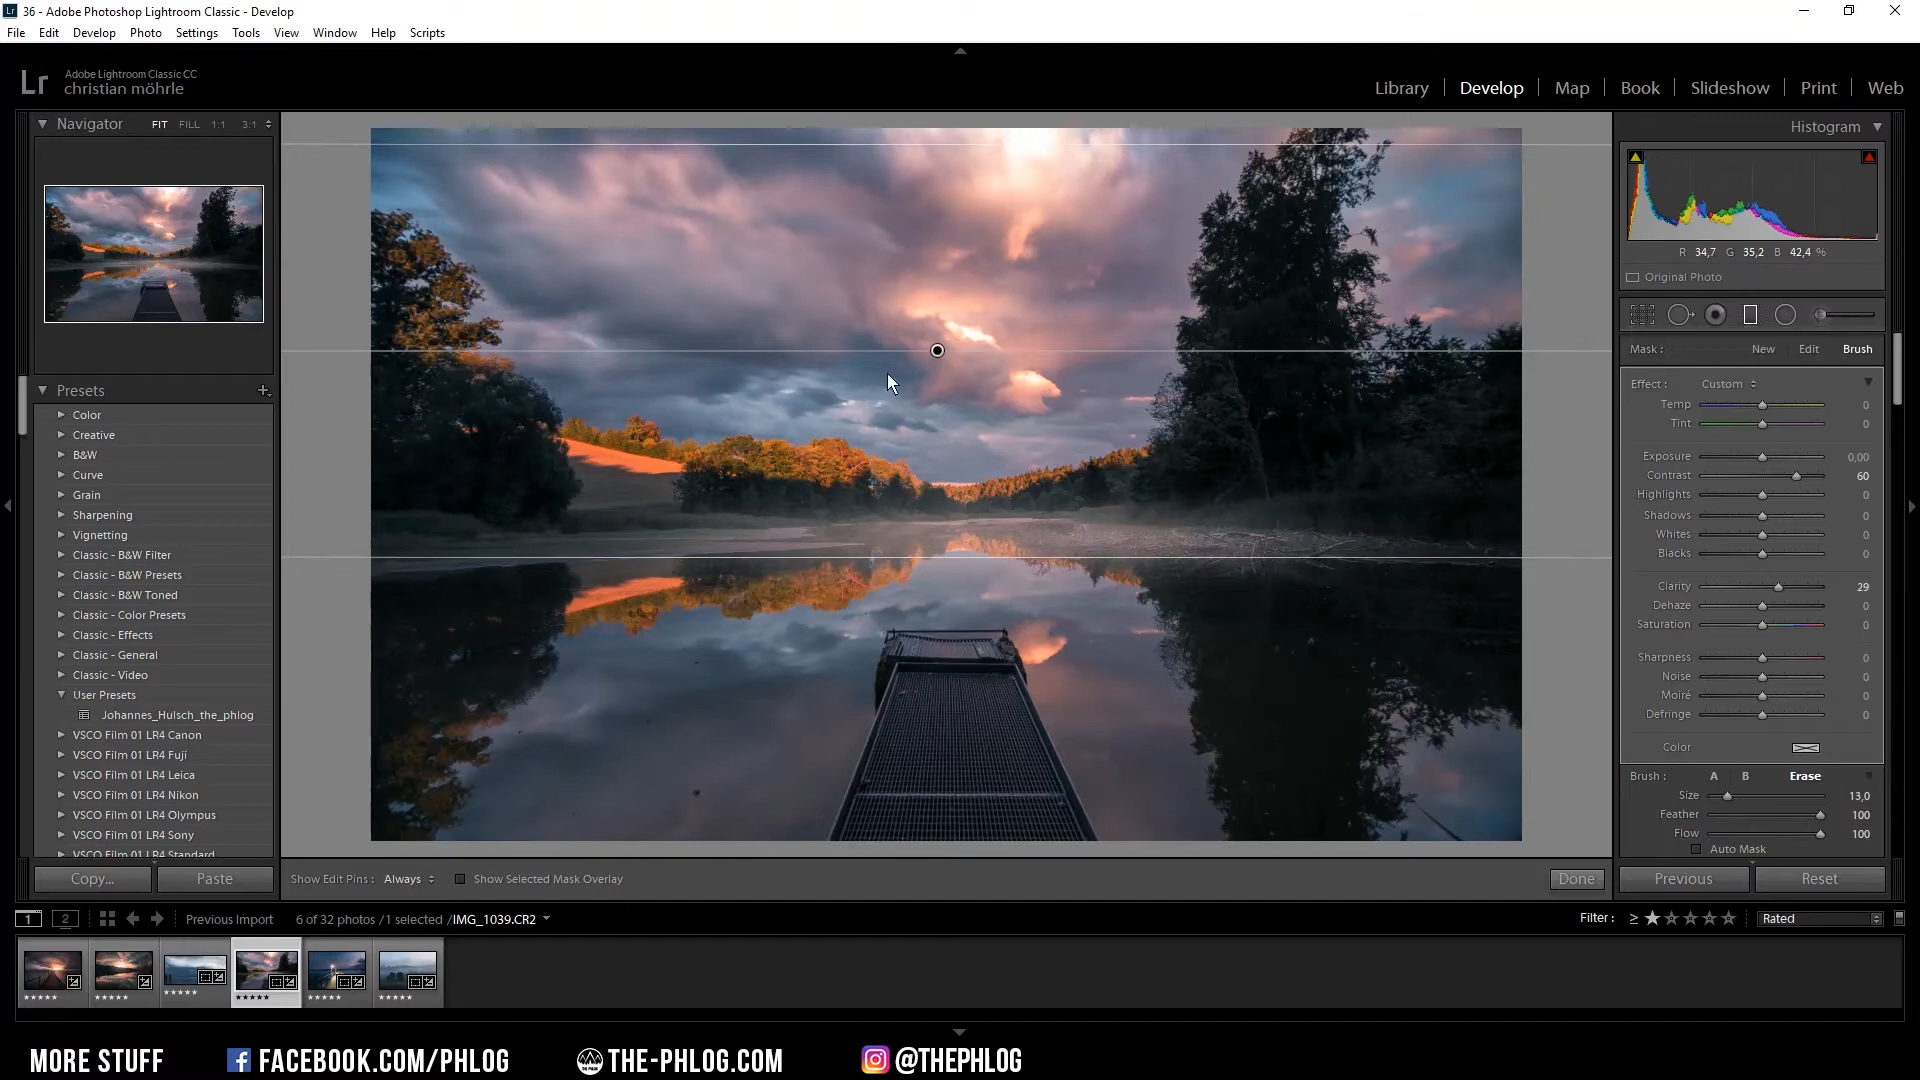 36 - Adobe Photoshop Lightroom Classic - Develop
File Edit Develop Photo Settings Tools View Window Help Scripts
Lr
Adobe Lightroom Classic CC
christian möhrle
Library Develop Map Book Slideshow Print Web
Navigator FIT FILL 1:1 3:1
Presets
Color
Creative
B&W
Curve
Grain
Sharpening
Vignetting
Classic - B&W Filter
Classic - B&W Presets
Classic - B&W Toned
Classic - Color Presets
Classic - Effects
Classic - General
Classic - Video
User Presets
Johannes_Hulsch_the_phlog
VSCO Film 01 LR4 Canon
VSCO Film 01 LR4 Fuji
VSCO Film 01 LR4 Leica
VSCO Film 01 LR4 Nikon
VSCO Film 01 LR4 Olympus
VSCO Film 01 LR4 Sony
VSCO Film 01 LR4 Standard
Copy... Paste
Show Edit Pins : Always Show Selected Mask Overlay Done
Histogram
R 34,7 G 35,2 B 42,4 %
Original Photo
Mask : New Edit Brush
Effect : Custom
Temp 0
Tint 0
Exposure 0,00
Contrast 60
Highlights 0
Shadows 0
Whites 0
Blacks 0
Clarity 29
Dehaze 0
Saturation 0
Sharpness 0
Noise 0
Moiré 0
Defringe 0
Color
Brush : A B Erase
Size 13,0
Feather 100
Flow 100
Auto Mask
Previous Reset
1 2 Previous Import 6 of 32 photos /1 selected /IMG_1039.CR2 Filter : ≥ Rated
MORE STUFF FACEBOOK.COM/PHLOG THE-PHLOG.COM @THEPHLOG